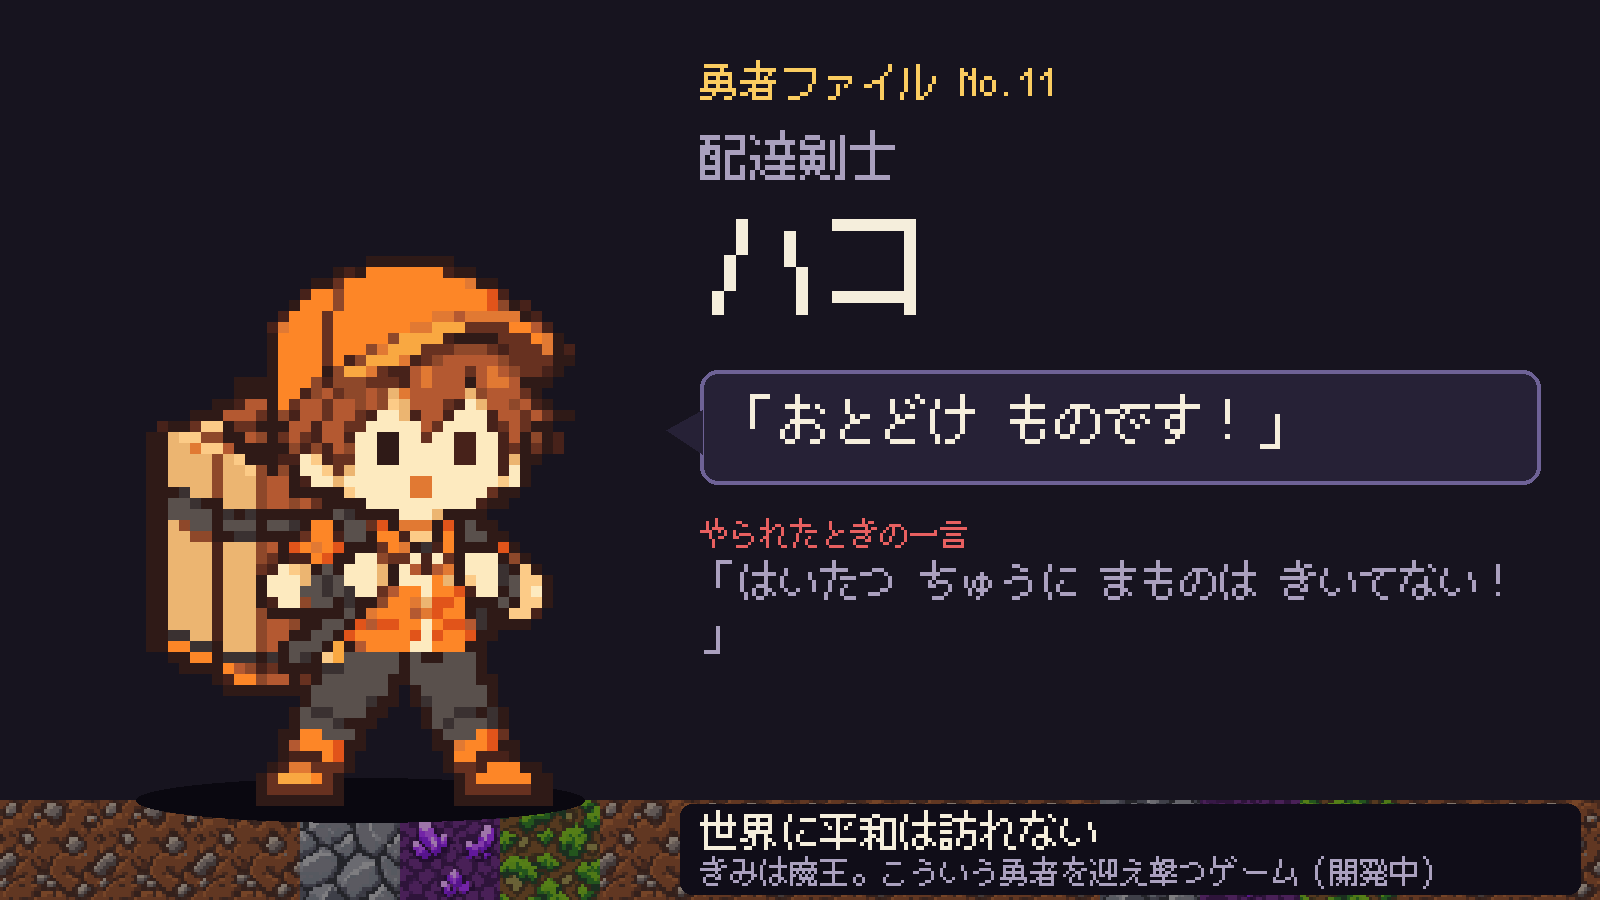 勇者ファイル No.11
配達剣士
ハコ
「おとどけ ものです！」
やられたときの一言
「はいたつ ちゅうに まものは きいてない！
」
世界に平和は訪れない
きみは魔王。こういう勇者を迎え撃つゲーム（開発中）